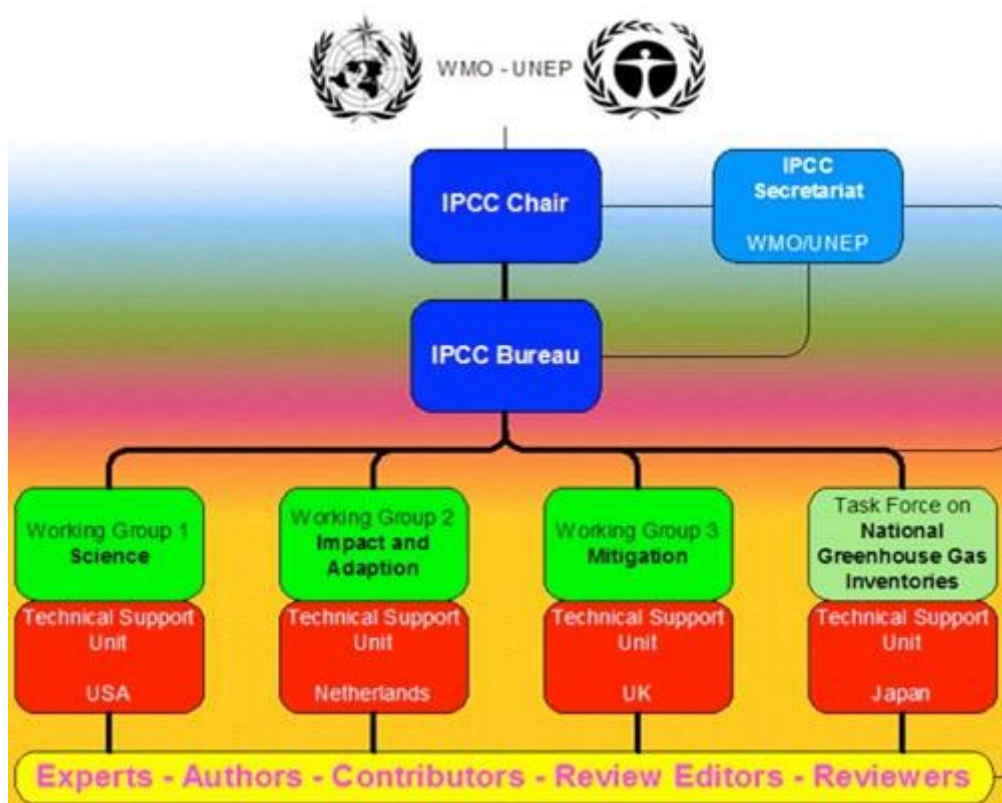 WMO - UNEP
IPCC Chair
IPCC
Secretariat
WMO/UNEP
IPCC Bureau
Working Group 1
Science
Technical Support
Unit
USA
Working Group 2
Impact and
Adaption
Technical Support
Unit
Netherlands
Working Group 3
Mitigation
Technical Support
Unit
UK
Task Force on
National
Greenhouse Gas
Inventories
Technical Support
Unit
Japan
Experts - Authors - Contributors - Review Editors - Reviewers